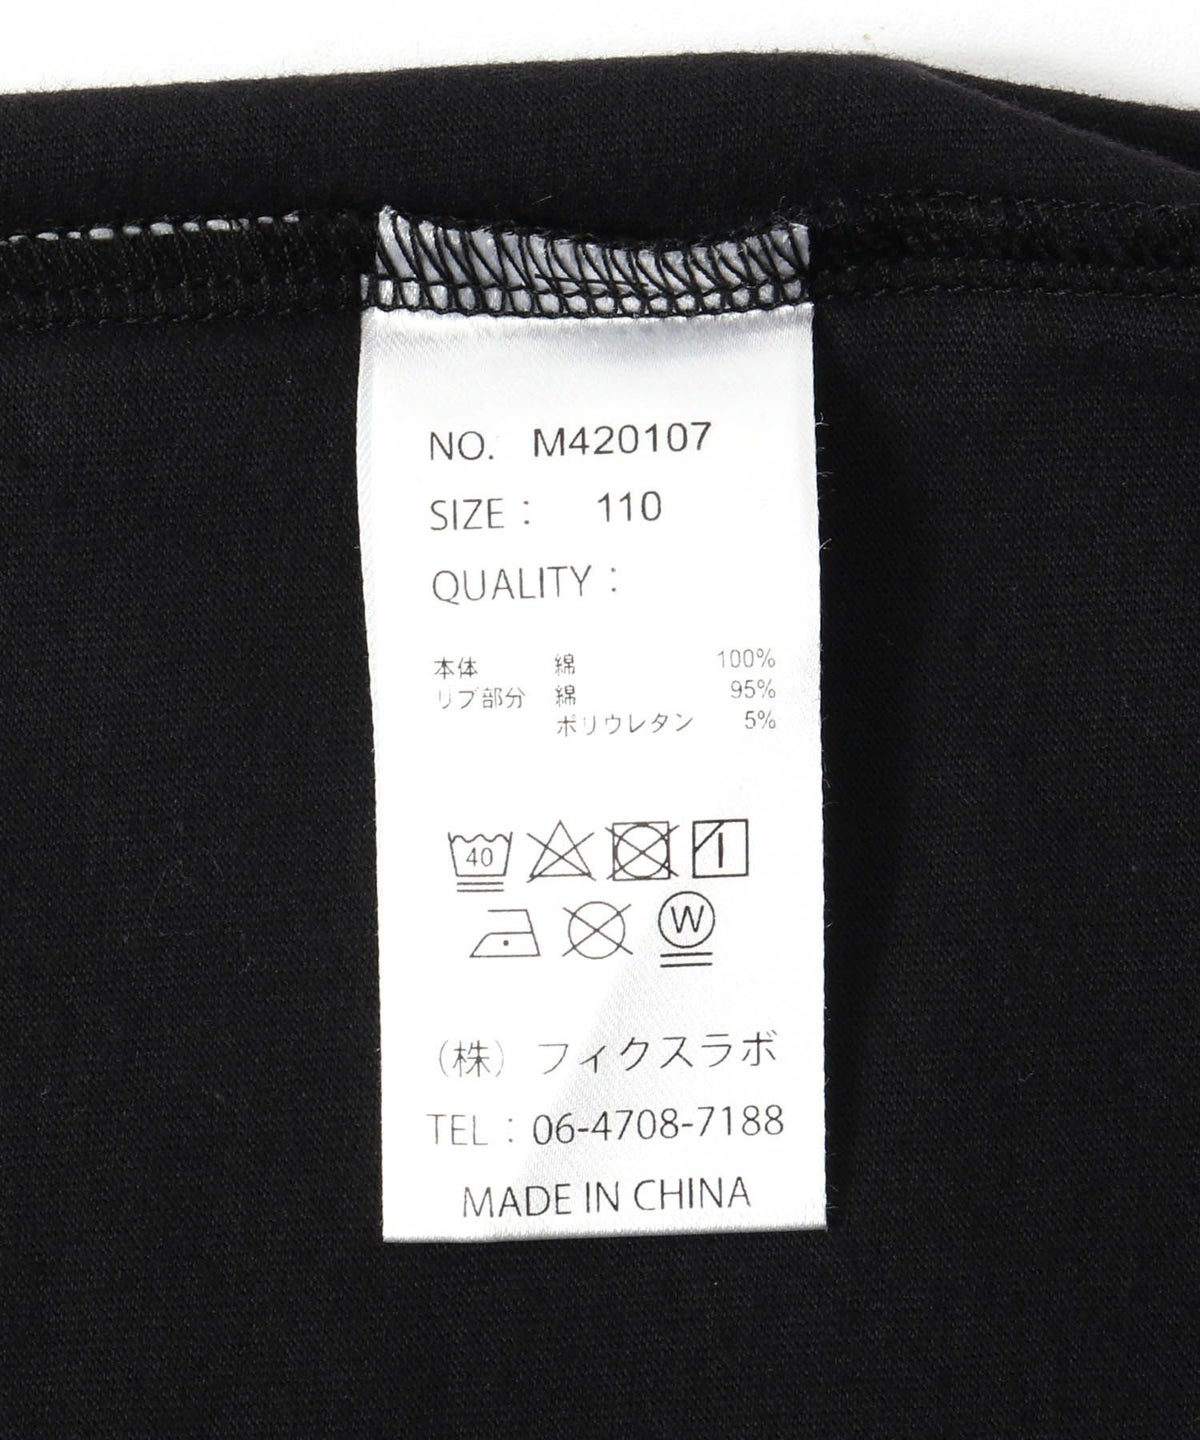 NO. M420107
SIZE： 110
QUALITY：
本体 綿 100%
リブ部分 綿 95%
ポリウレタン 5%
40
W
（株）フィクスラボ
TEL：06-4708-7188
MADE IN CHINA